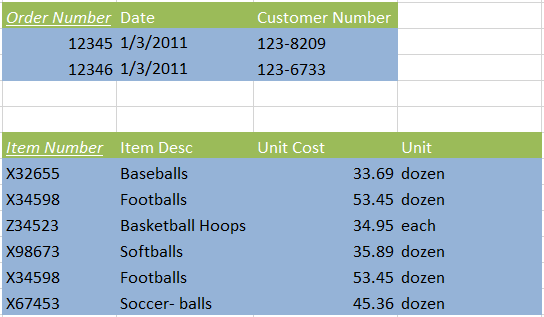 Order Number Date Customer Number
12345 1/3/2011 123-8209
12346 1/3/2011 123-6733
Item Number Item Desc Unit Cost Unit
X32655 Baseballs 33.69 dozen
X34598 Footballs 53.45 dozen
Z34523 Basketball Hoops 34.95 each
X98673 Softballs 35.89 dozen
X34598 Footballs 53.45 dozen
X67453 Soccer- balls 45.36 dozen